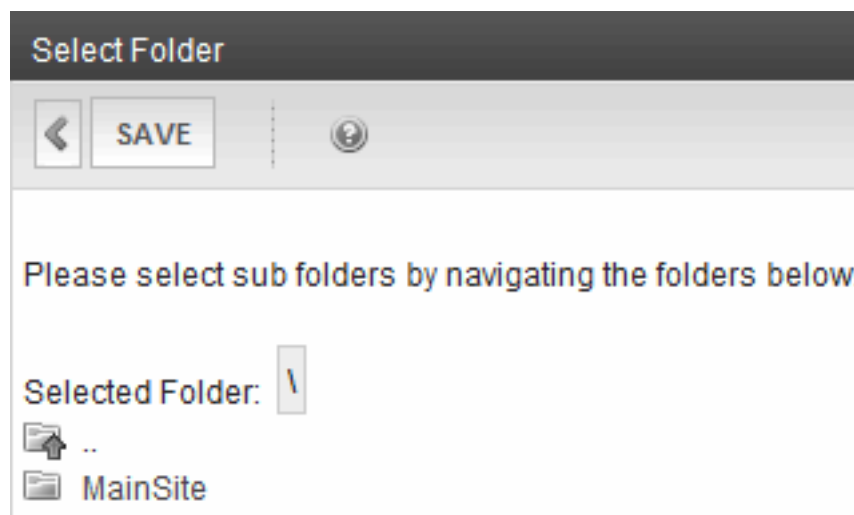 Select Folder
SAVE
Please select sub folders by navigating the folders below
Selected Folder: \
..
MainSite